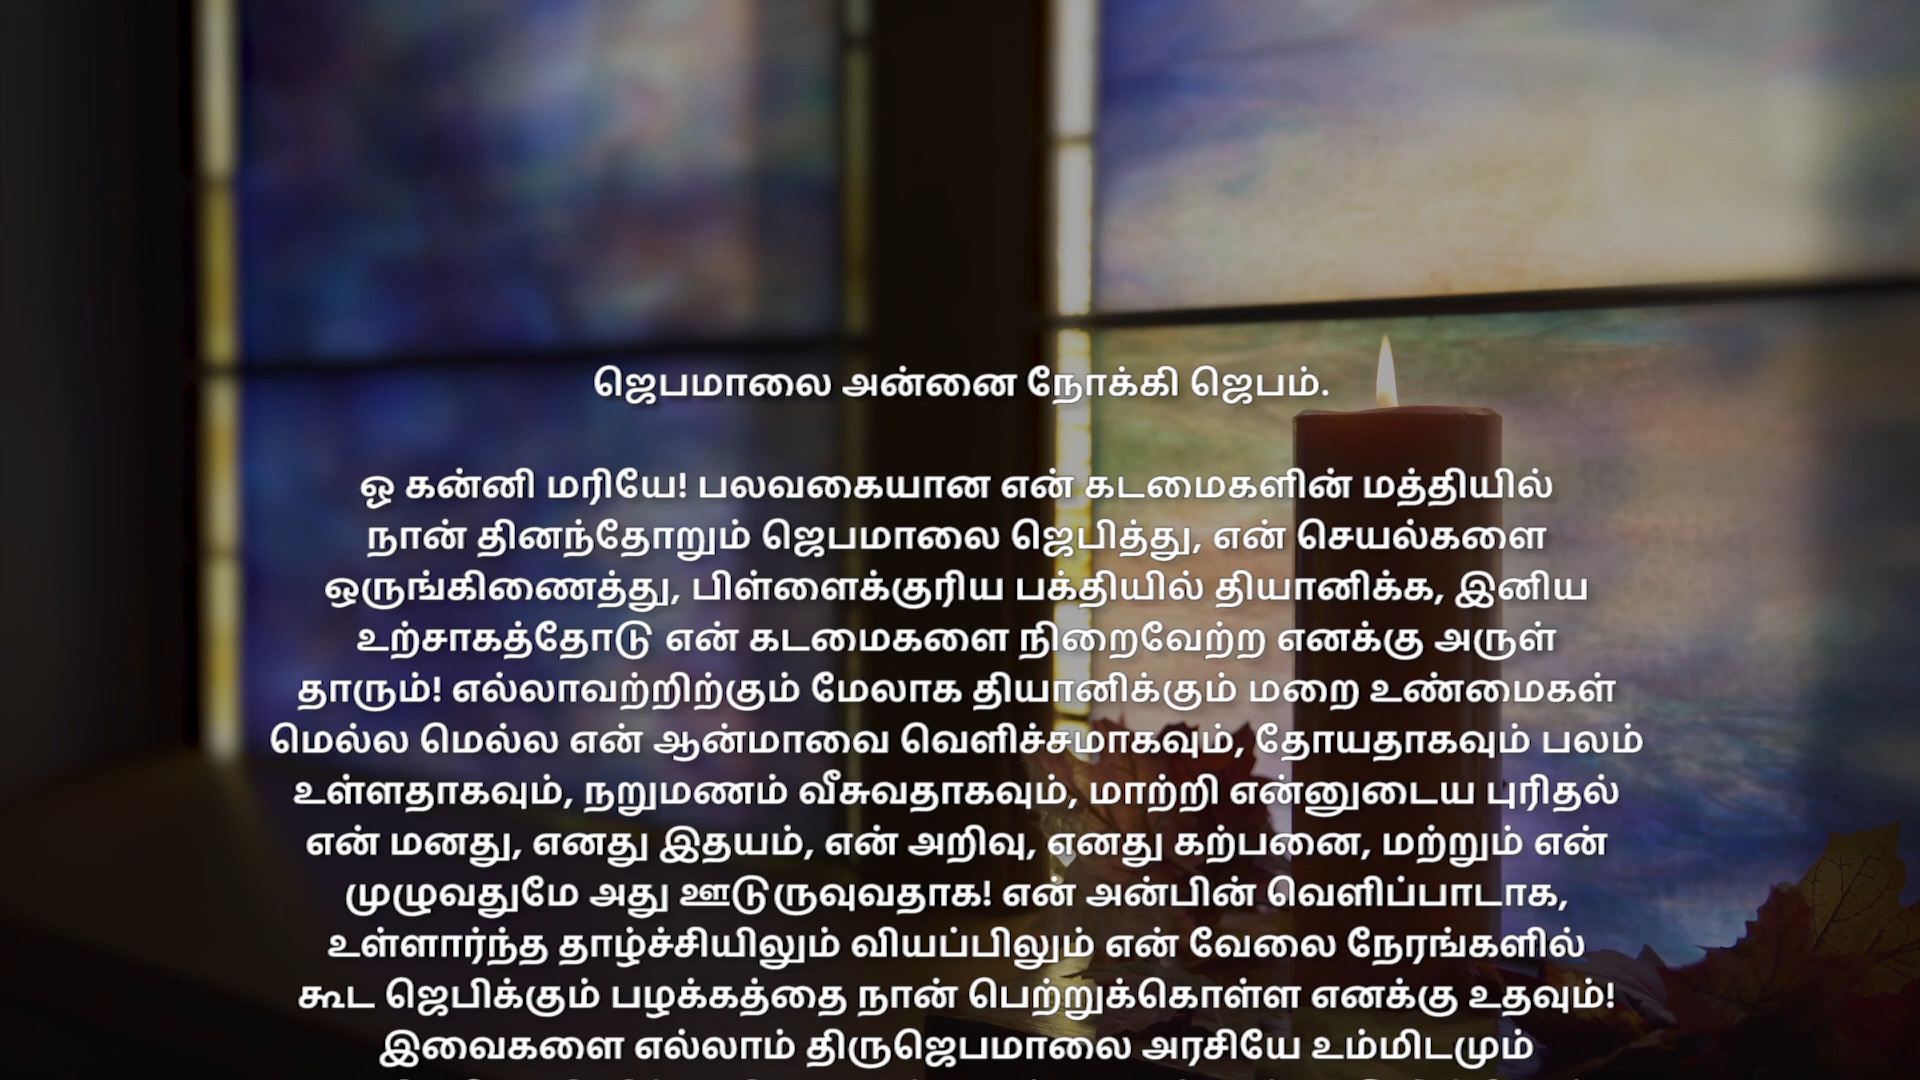 ஜெபமாலை அன்னை நோக்கி ஜெபம்.
ஓ கன்னி மரியே! பலவகையான என் கடமைகளின் மத்தியில்
நான் தினந்தோறும் ஜெபமாலை ஜெபித்து, என் செயல்களை
ஒருங்கிணைத்து, பிள்ளைக்குரிய பக்தியில் தியானிக்க, இனிய
உற்சாகத்தோடு என் கடமைகளை நிறைவேற்ற எனக்கு அருள்
தாரும்! எல்லாவற்றிற்கும் மேலாக தியானிக்கும் மறை உண்மைகள்
மெல்ல மெல்ல என் ஆன்மாவை வெளிச்சமாகவும், தோயதாகவும் பலம்
உள்ளதாகவும், நறுமணம் வீசுவதாகவும், மாற்றி என்னுடைய புரிதல்
என் மனது, எனது இதயம், என் அறிவு, எனது கற்பனை, மற்றும் என்
முழுவதுமே அது ஊடுருவுவதாக! என் அன்பின் வெளிப்பாடாக,
உள்ளார்ந்த தாழ்ச்சியிலும் வியப்பிலும் என் வேலை நேரங்களில்
கூட ஜெபிக்கும் பழக்கத்தை நான் பெற்றுக்கொள்ள எனக்கு உதவும்!
இவைகளை எல்லாம் திருஜெபமாலை அரசியே உம்மிடமும்